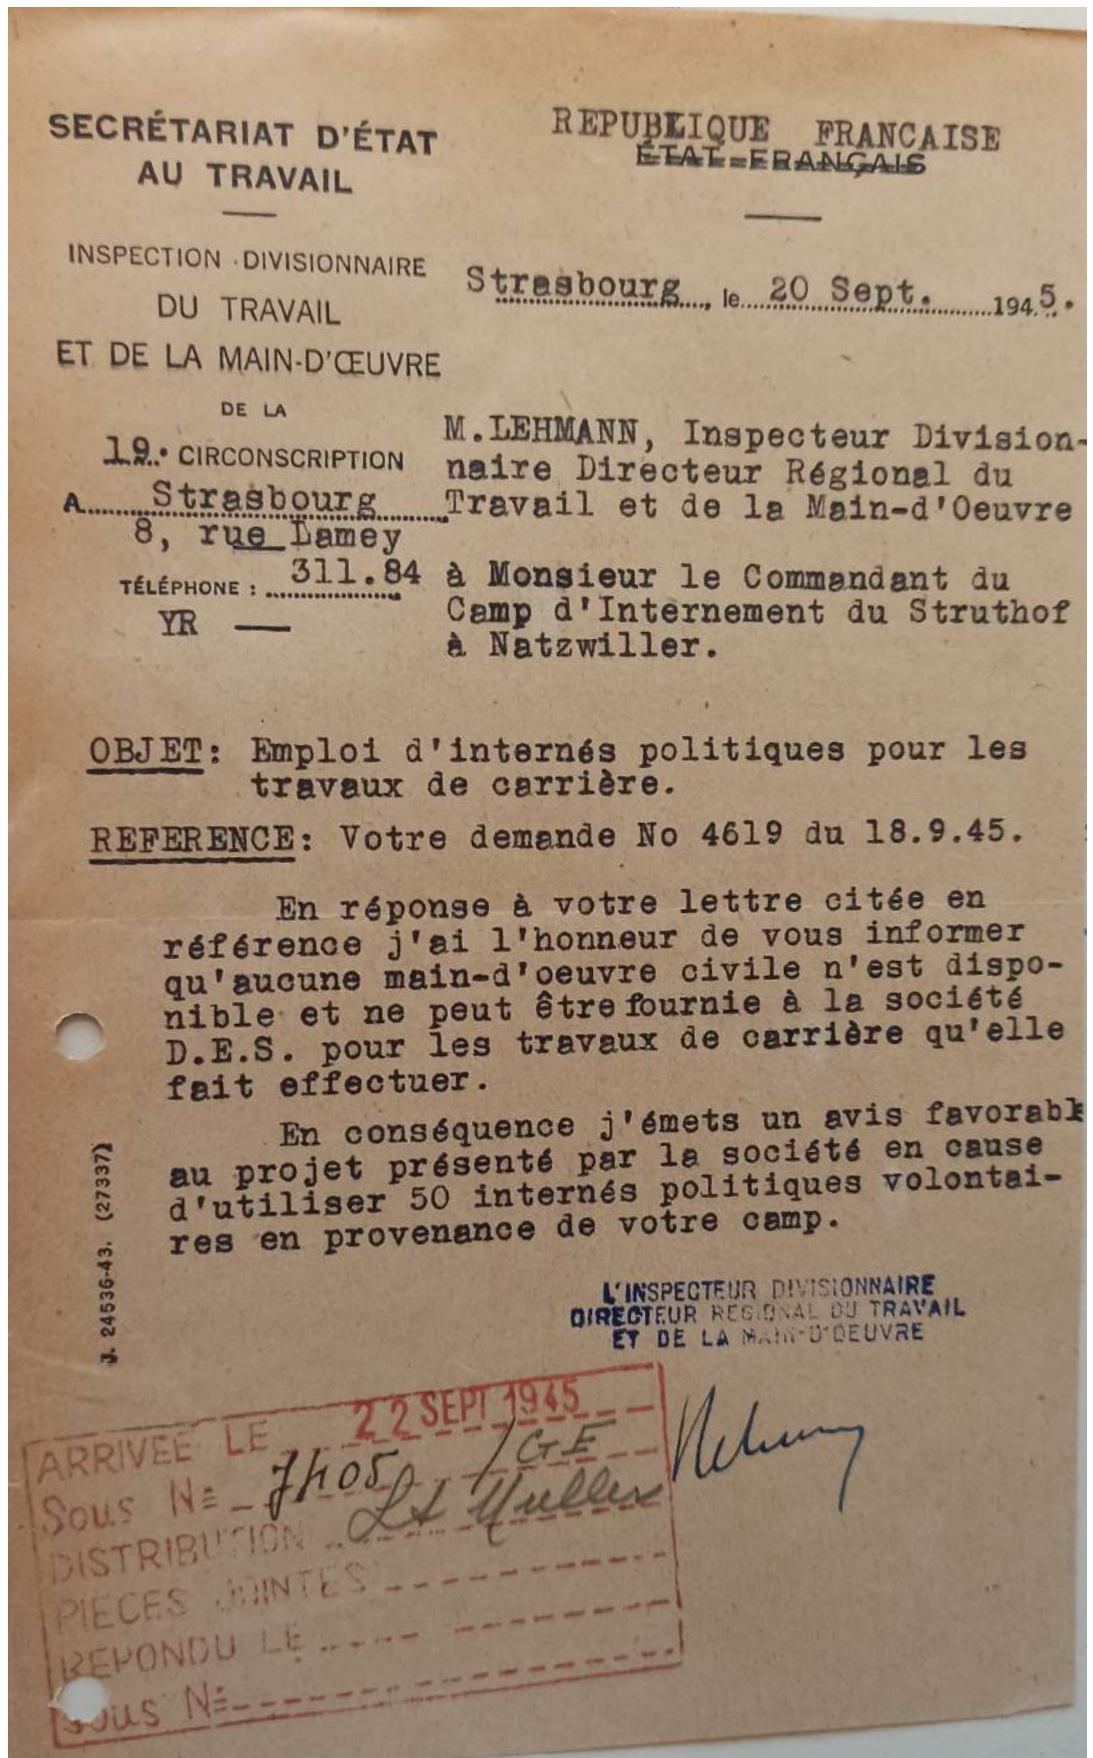 SECRÉTARIAT D'ÉTAT
AU TRAVAIL
INSPECTION DIVISIONNAIRE
DU TRAVAIL
ET DE LA MAIN-D'ŒUVRE
DE LA
19. CIRCONSCRIPTION
A Strasbourg
8, rue Lamey
TÉLÉPHONE : 311.84
YR
REPUBLIQUE FRANCAISE
ÉTAT FRANÇAIS
Strasbourg, le 20 Sept. 1945.
M.LEHMANN, Inspecteur Division-
naire Directeur Régional du
Travail et de la Main-d'Oeuvre
à Monsieur le Commandant du
Camp d'Internement du Struthof
à Natzwiller.
OBJET: Emploi d'internés politiques pour les
travaux de carrière.
REFERENCE: Votre demande No 4619 du 18.9.45.
En réponse à votre lettre citée en
référence j'ai l'honneur de vous informer
qu'aucune main-d'oeuvre civile n'est dispo-
nible et ne peut être fournie à la société
D.E.S. pour les travaux de carrière qu'elle
fait effectuer.
En conséquence j'émets un avis favorabl
au projet présenté par la société en cause
d'utiliser 50 internés politiques volontai-
res en provenance de votre camp.
J. 24536-43. (27337)
L'INSPECTEUR DIVISIONNAIRE
DIRECTEUR REGIONAL DU TRAVAIL
ET DE LA MAIN-D'OEUVRE
ARRIVÉE LE 22 SEPT 1945
Sous No 7405 /GE
DISTRIBUTION Lt Muller
PIECES JOINTES
REPONDU LE
Sous No